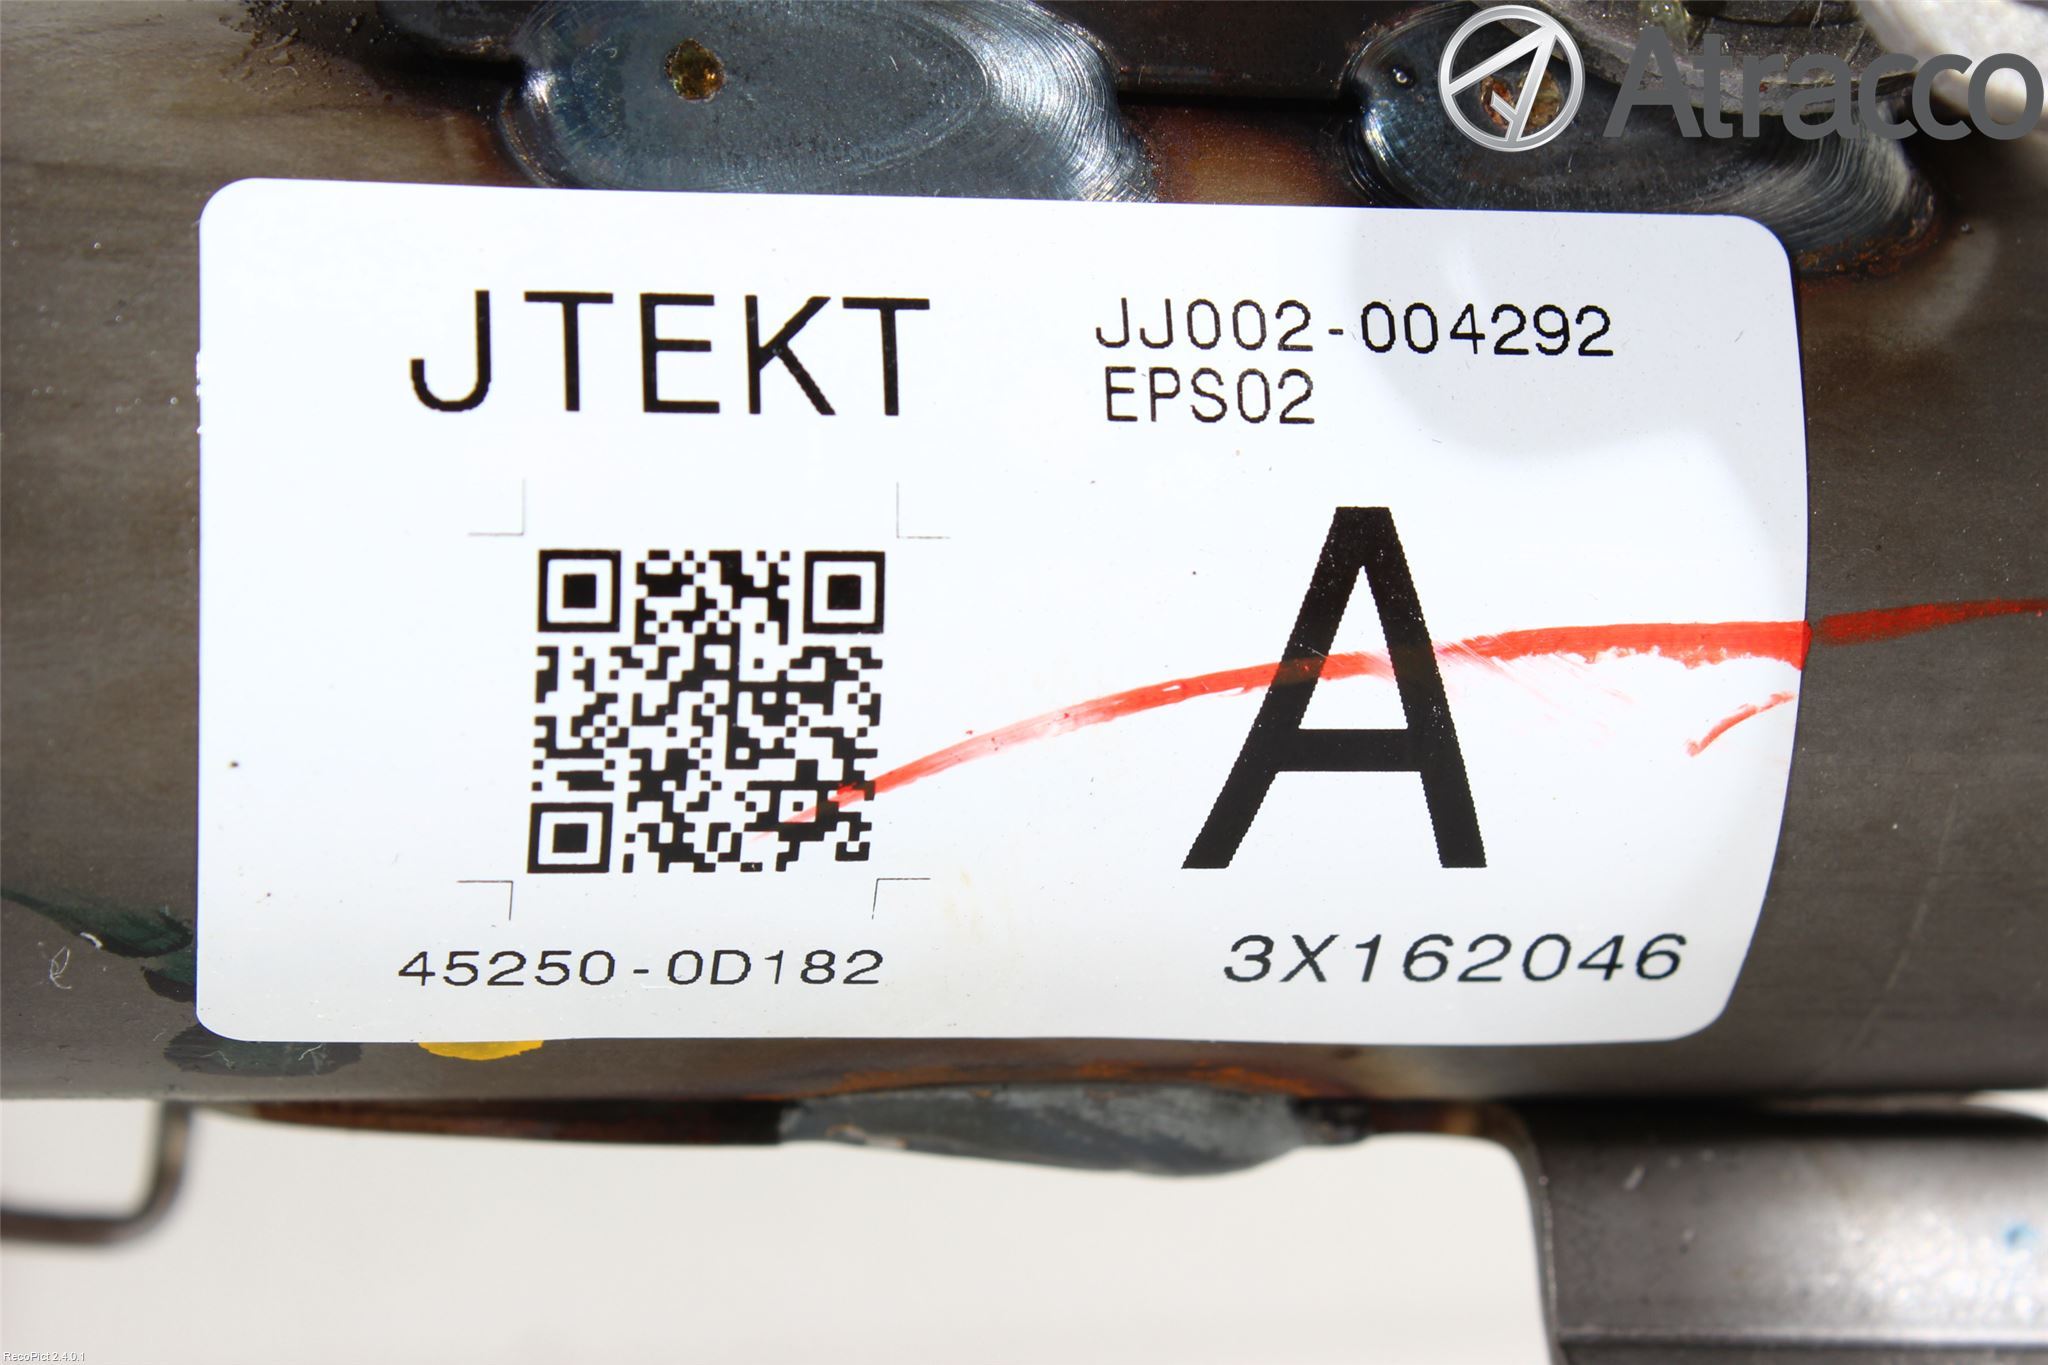 Atracco
JTEKT
JJ002-004292
EPS02
A
45250-0D182
3X162046
RecoPict 2.4.0.1